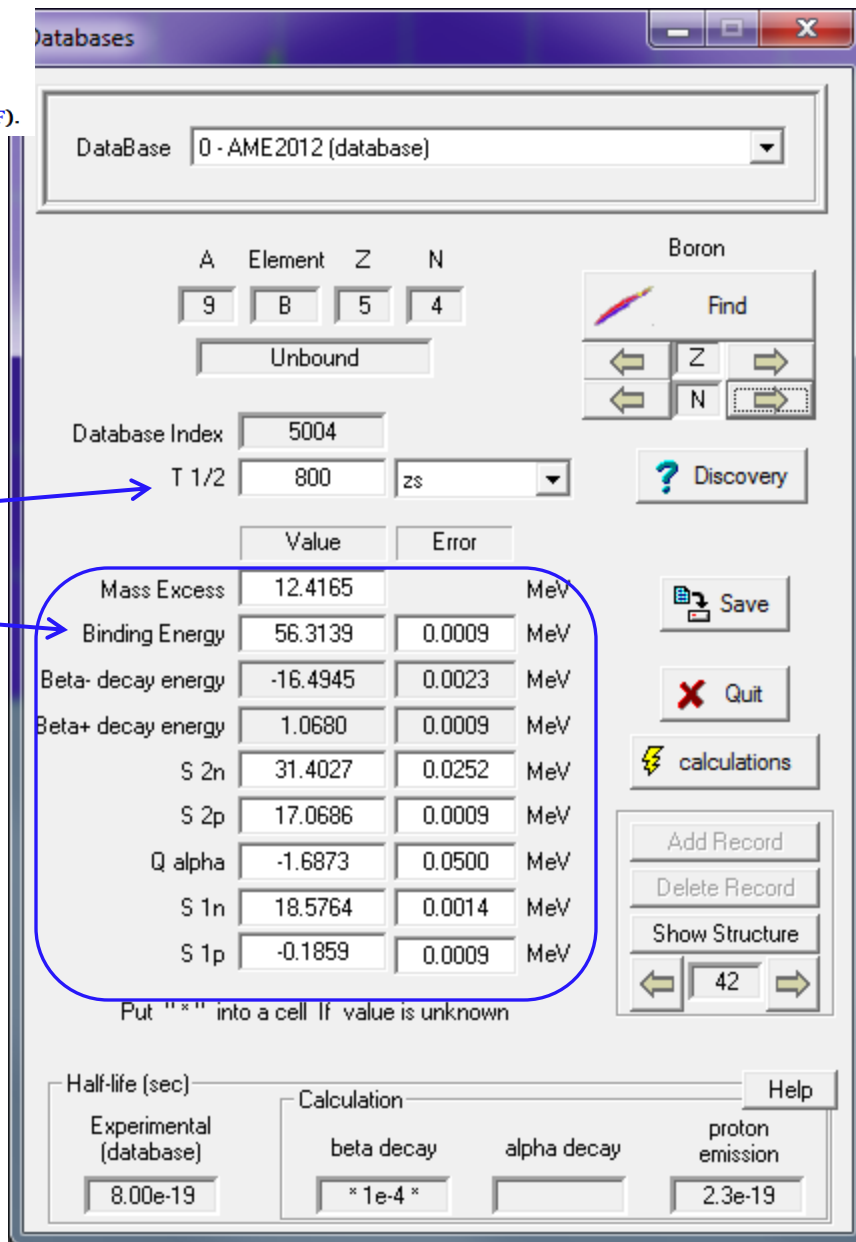 Databases
F).
DataBase 0 - AME2012 (database)
A Element Z N
9 B 5 4
Unbound
Boron
Find
Z
N
Database Index 5004
T 1/2 800 zs
? Discovery
Value Error
Mass Excess 12.4165 MeV
Binding Energy 56.3139 0.0009 MeV
Beta- decay energy -16.4945 0.0023 MeV
Beta+ decay energy 1.0680 0.0009 MeV
S 2n 31.4027 0.0252 MeV
S 2p 17.0686 0.0009 MeV
Q alpha -1.6873 0.0500 MeV
S 1n 18.5764 0.0014 MeV
S 1p -0.1859 0.0009 MeV
Put "*" into a cell If value is unknown
Save
Quit
calculations
Add Record
Delete Record
Show Structure
42
Help
Half-life (sec)
Experimental
(database)
8.00e-19
Calculation
beta decay alpha decay proton
emission
* 1e-4 * 2.3e-19